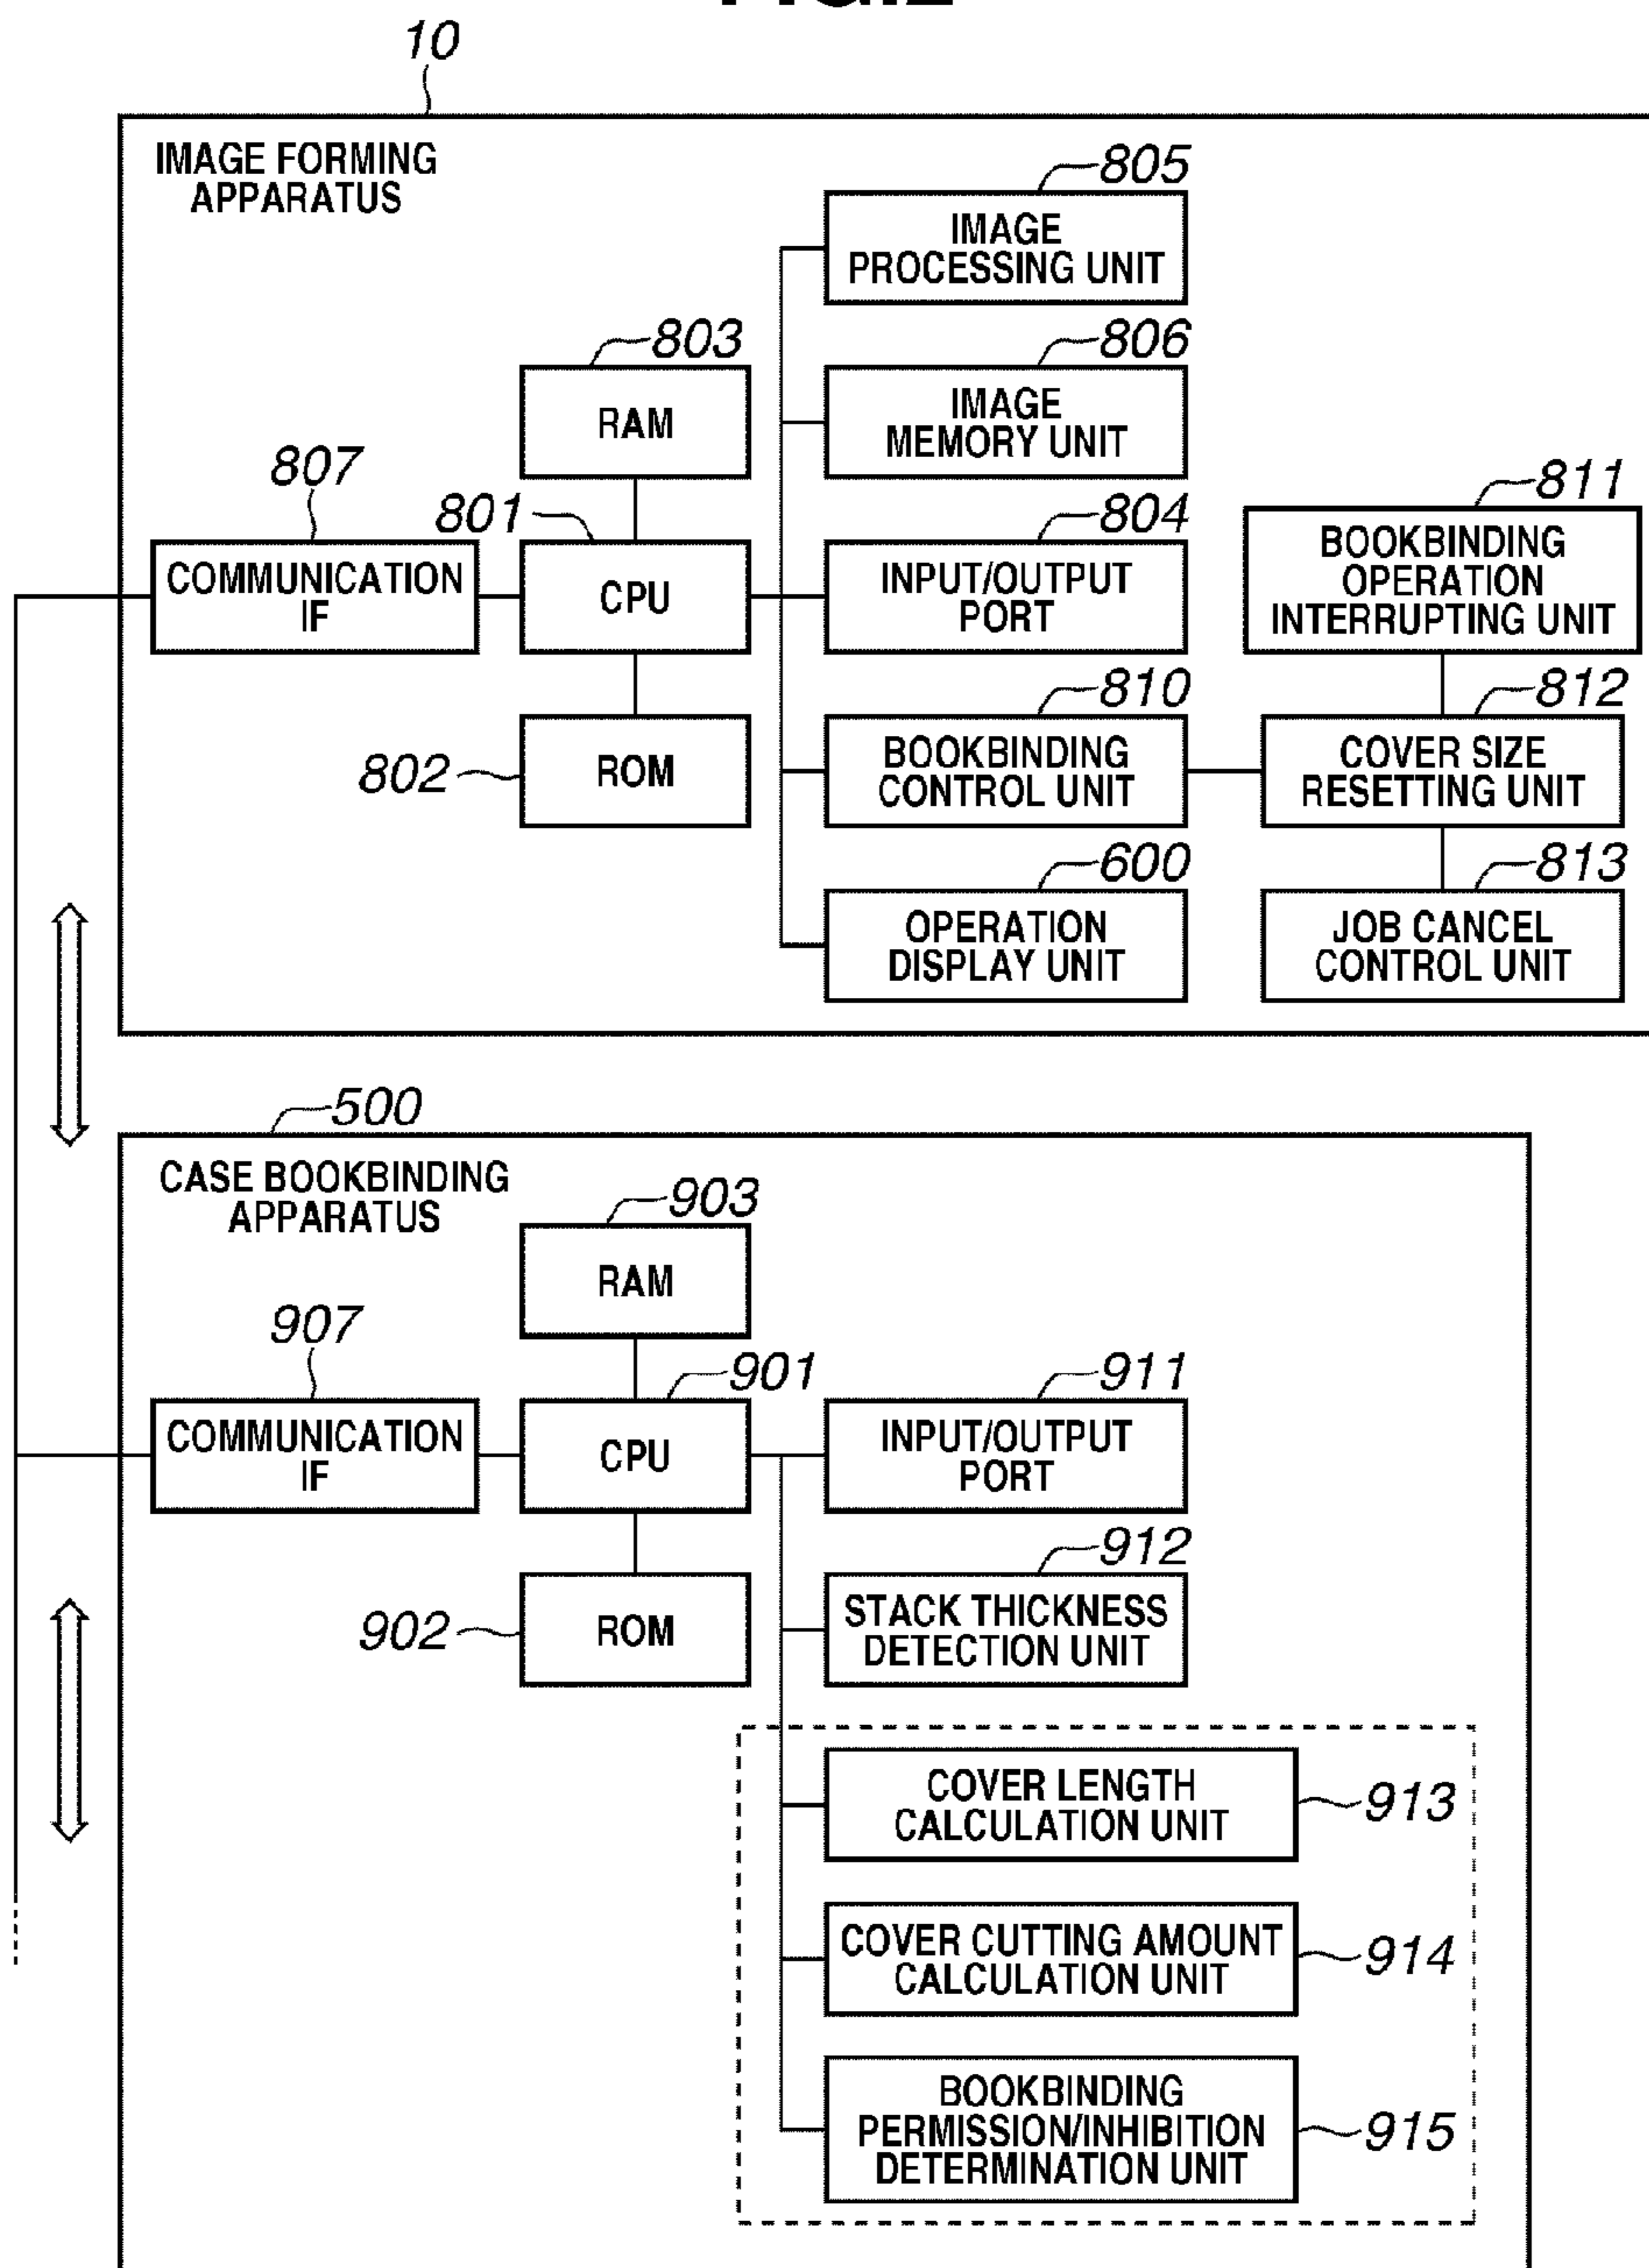 10
IMAGE FORMING
APPARATUS
805
IMAGE
PROCESSING UNIT
803
RAM
806
IMAGE
MEMORY UNIT
807
COMMUNICATION
IF
801
CPU
804
INPUT/OUTPUT
PORT
811
BOOKBINDING
OPERATION
INTERRUPTING UNIT
802
ROM
810
BOOKBINDING
CONTROL UNIT
812
COVER SIZE
RESETTING UNIT
600
OPERATION
DISPLAY UNIT
813
JOB CANCEL
CONTROL UNIT
500
CASE BOOKBINDING
APPARATUS
903
RAM
907
COMMUNICATION
IF
901
CPU
911
INPUT/OUTPUT
PORT
902
ROM
912
STACK THICKNESS
DETECTION UNIT
COVER LENGTH
CALCULATION UNIT
913
COVER CUTTING AMOUNT
CALCULATION UNIT
914
BOOKBINDING
PERMISSION/INHIBITION
DETERMINATION UNIT
915